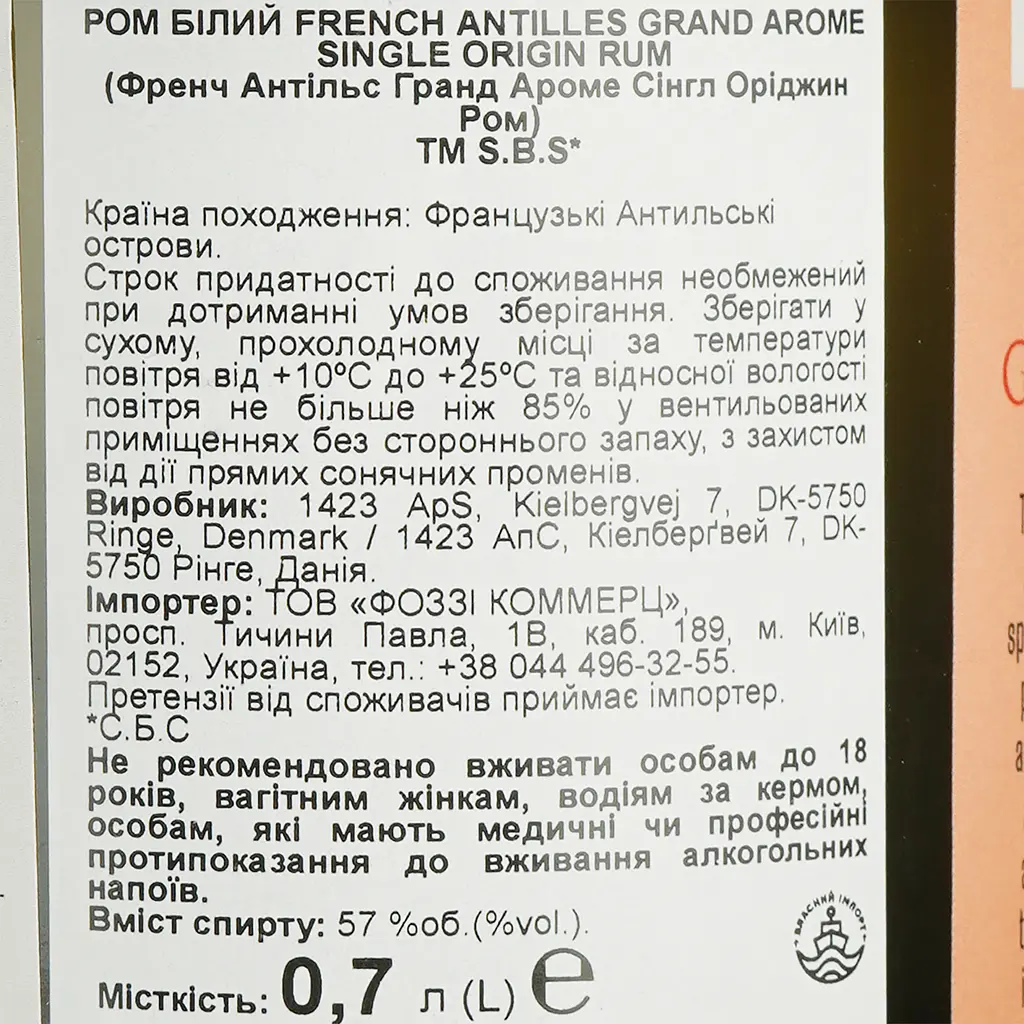 РОМ БІЛИЙ FRENCH ANTILLES GRAND AROME
SINGLE ORIGIN RUM
(Френч Антільс Гранд Ароме Сінгл Оріджин
Ром)
ТМ S.B.S*
Країна походження: Французькі Антильські
острови.
Строк придатності до споживання необмежений
при дотриманні умов зберігання. Зберігати у
сухому, прохолодному місці за температури
повітря від +10°С до +25°С та відносної вологості
повітря не більше ніж 85% у вентильованих
приміщеннях без стороннього запаху, з захистом
від дії прямих сонячних променів.
Виробник: 1423 ApS, Kielbergvej 7, DK-5750
Ringe, Denmark / 1423 АпС, Кіелберґвей 7, DK-
5750 Рінге, Данія.
Імпортер: ТОВ «ФОЗЗІ КОММЕРЦ»,
просп. Тичини Павла, 1В, каб. 189, м. Київ,
02152, Україна, тел.: +38 044 496-32-55.
Претензії від споживачів приймає імпортер.
*С.Б.С
Не рекомендовано вживати особам до 18
років, вагітним жінкам, водіям за кермом,
особам, які мають медичні чи професійні
протипоказання до вживання алкогольних
напоїв.
Вміст спирту: 57 %об.(%vol.).
ВЛАСНИЙ ІМПОРТ
Місткість: 0,7 л (L) e